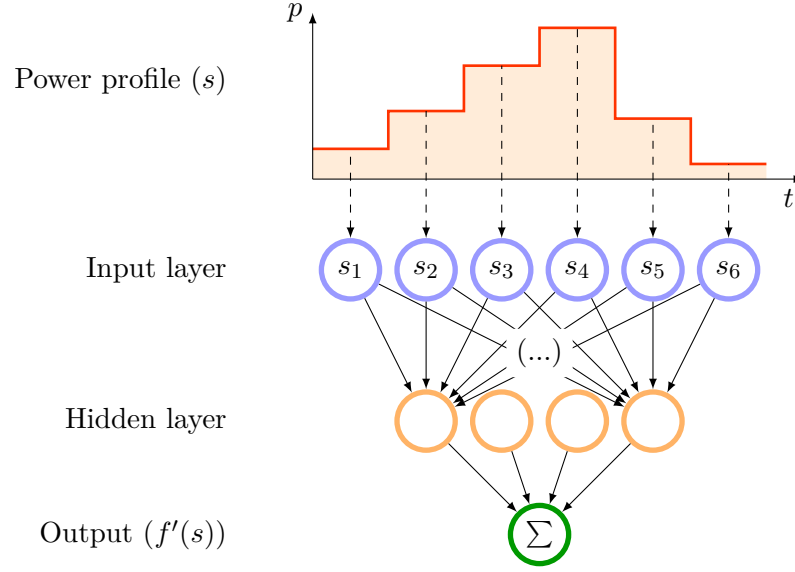 p
Power profile (s)
t
Input layer
s₁ s₂ s₃ s₄ s₅ s₆
(...)
Hidden layer
Output (f′(s))
∑